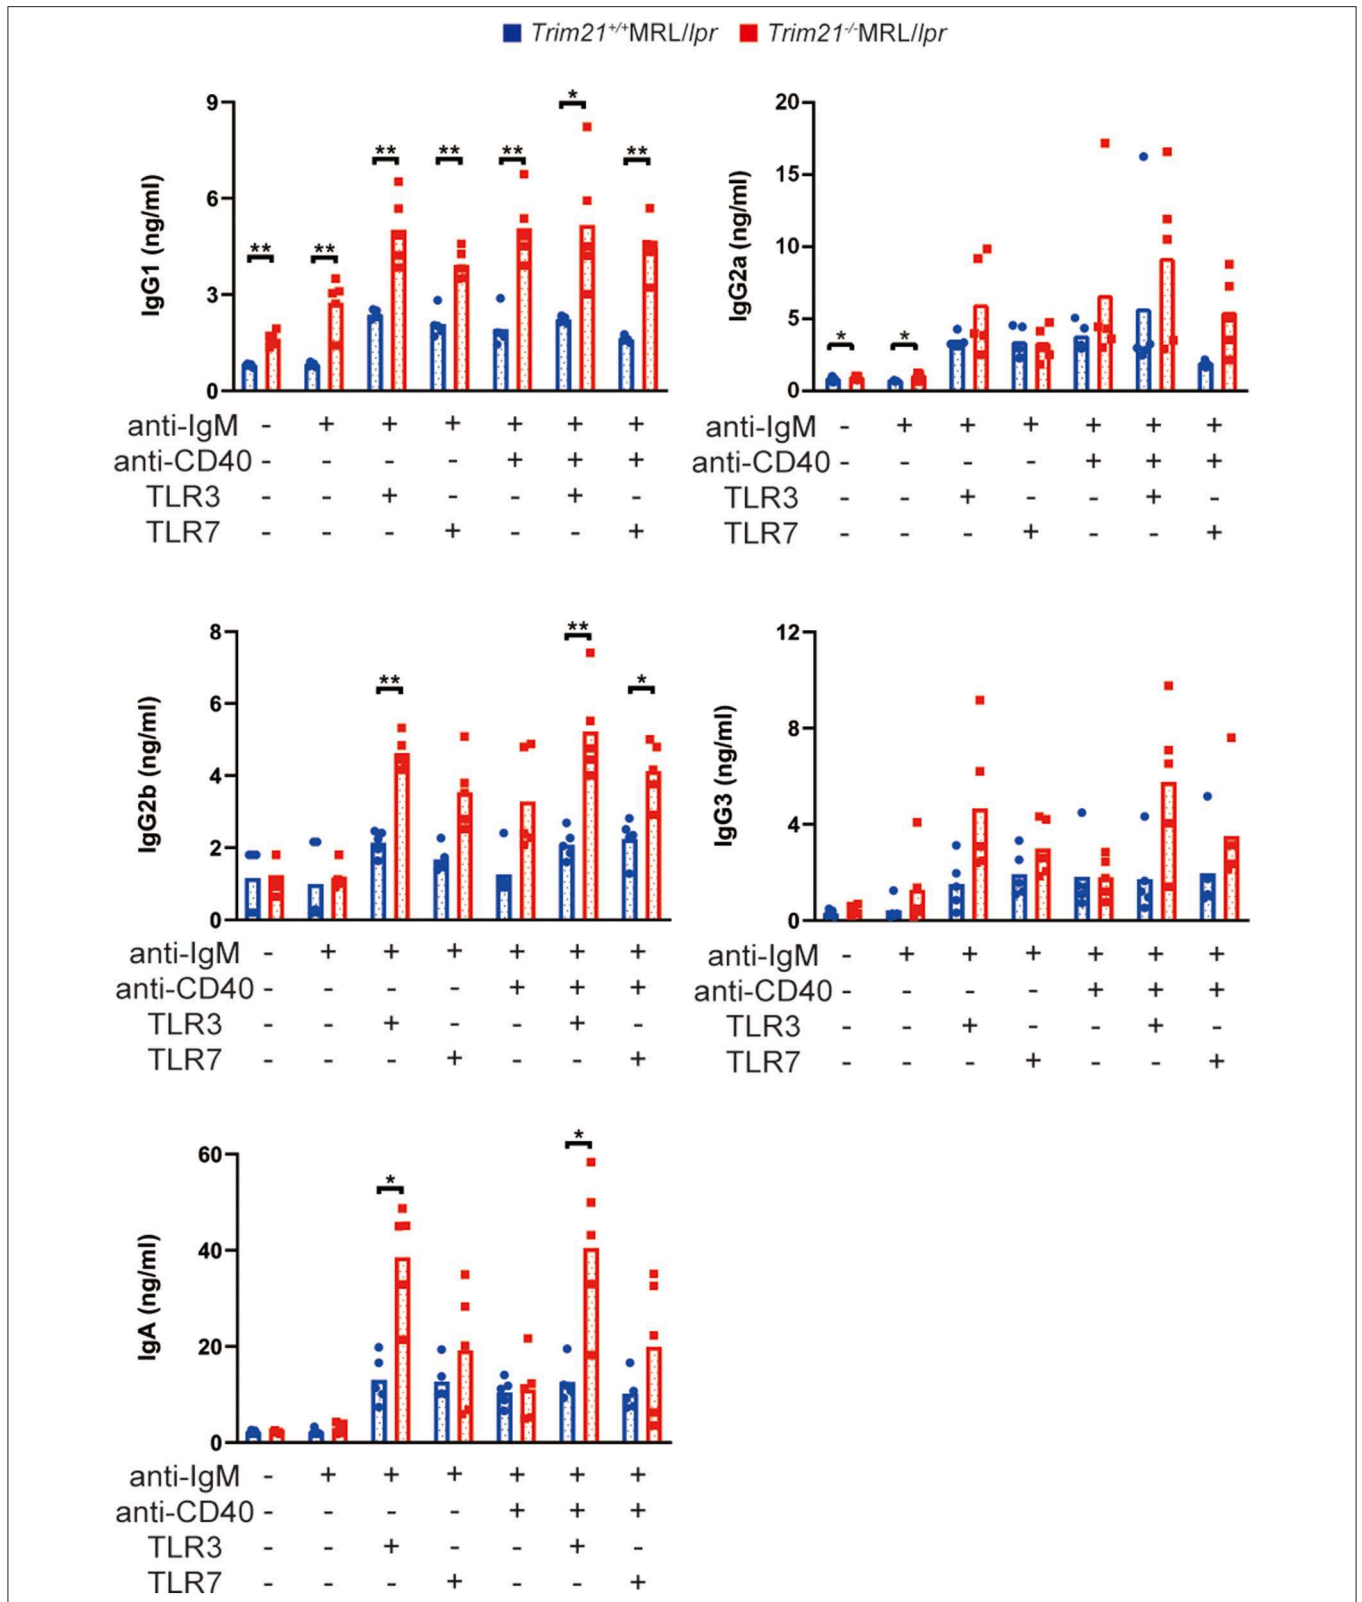 Trim21+/+MRL/lpr Trim21-/-MRL/lpr
IgG1 (ng/ml)
9
6
3
0
** ** ** ** ** * **
anti-IgM - + + + + + +
anti-CD40 - - - - + + +
TLR3 - - + - - + -
TLR7 - - - + - - +
IgG2a (ng/ml)
20
15
10
5
0
* *
anti-IgM - + + + + + +
anti-CD40 - - - - + + +
TLR3 - - + - - + -
TLR7 - - - + - - +
IgG2b (ng/ml)
8
6
4
2
0
** ** *
anti-IgM - + + + + + +
anti-CD40 - - - - + + +
TLR3 - - + - - + -
TLR7 - - - + - - +
IgG3 (ng/ml)
12
8
4
0
anti-IgM - + + + + + +
anti-CD40 - - - - + + +
TLR3 - - + - - + -
TLR7 - - - + - - +
IgA (ng/ml)
60
40
20
0
* *
anti-IgM - + + + + + +
anti-CD40 - - - - + + +
TLR3 - - + - - + -
TLR7 - - - + - - +